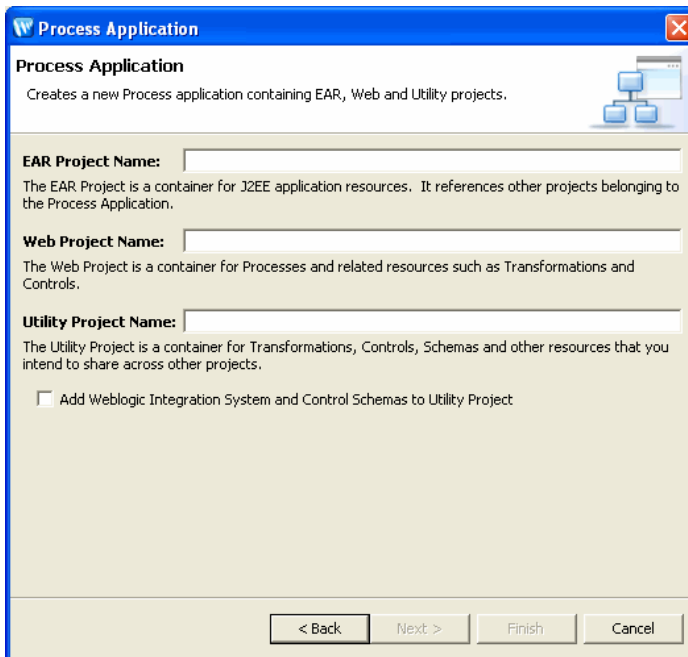 Process Application
Process Application
Creates a new Process application containing EAR, Web and Utility projects.
EAR Project Name:
The EAR Project is a container for J2EE application resources.  It references other projects belonging to
the Process Application.
Web Project Name:
The Web Project is a container for Processes and related resources such as Transformations and
Controls.
Utility Project Name:
The Utility Project is a container for Transformations, Controls, Schemas and other resources that you
intend to share across other projects.
Add Weblogic Integration System and Control Schemas to Utility Project
< Back Next > Finish Cancel